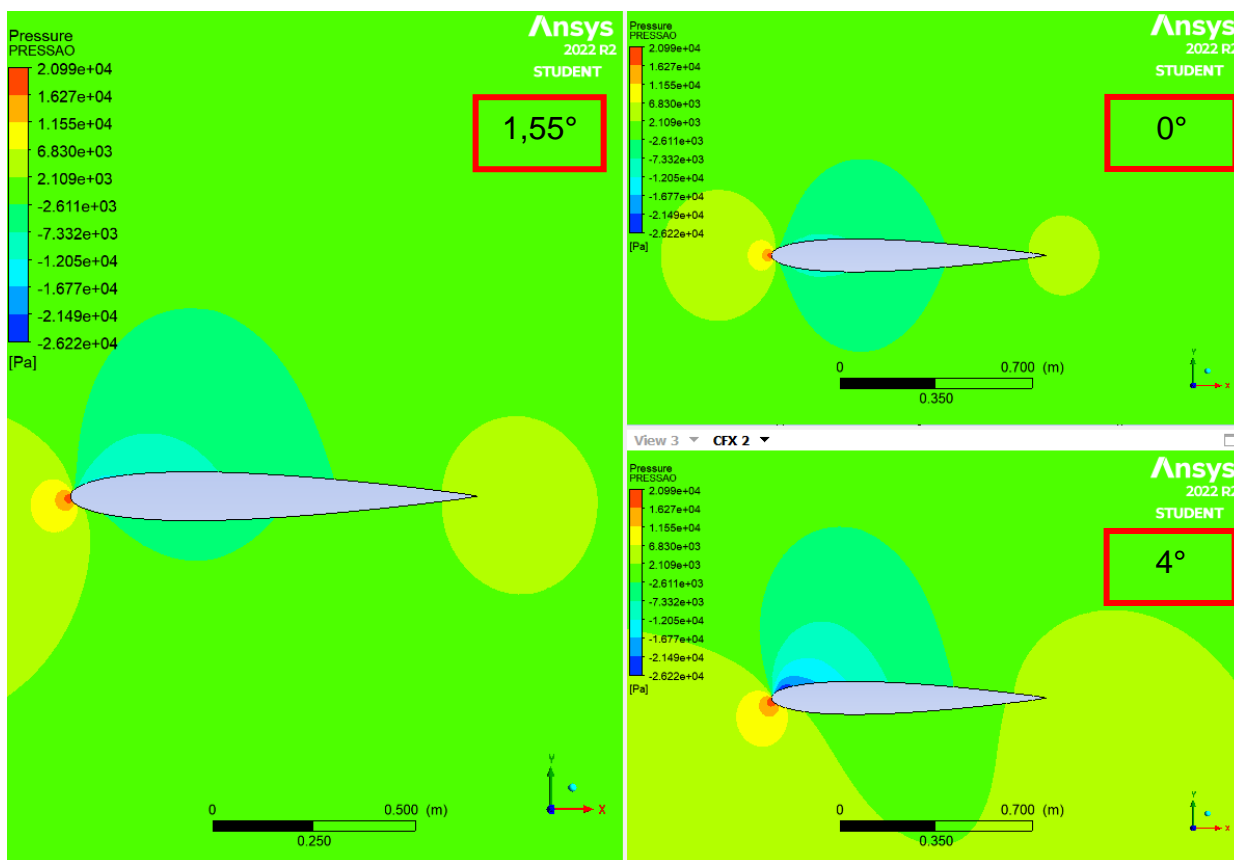 Ansys
2022 R2
STUDENT
Pressure
PRESSAO
2.099e+04
1.627e+04
1.155e+04
6.830e+03
2.109e+03
-2.611e+03
-7.332e+03
-1.205e+04
-1.677e+04
-2.149e+04
-2.622e+04
[Pa]
1,55°
0 0.500 (m)
0.250
Y
X
Ansys
2022 R2
STUDENT
Pressure
PRESSAO
2.099e+04
1.627e+04
1.155e+04
6.830e+03
2.109e+03
-2.611e+03
-7.332e+03
-1.205e+04
-1.677e+04
-2.149e+04
-2.622e+04
[Pa]
0°
0 0.700 (m)
0.350
Y
X
View 3 CFX 2
Ansys
2022 R2
STUDENT
Pressure
PRESSAO
2.099e+04
1.627e+04
1.155e+04
6.830e+03
2.109e+03
-2.611e+03
-7.332e+03
-1.205e+04
-1.677e+04
-2.149e+04
-2.622e+04
[Pa]
4°
0 0.700 (m)
0.350
Y
X